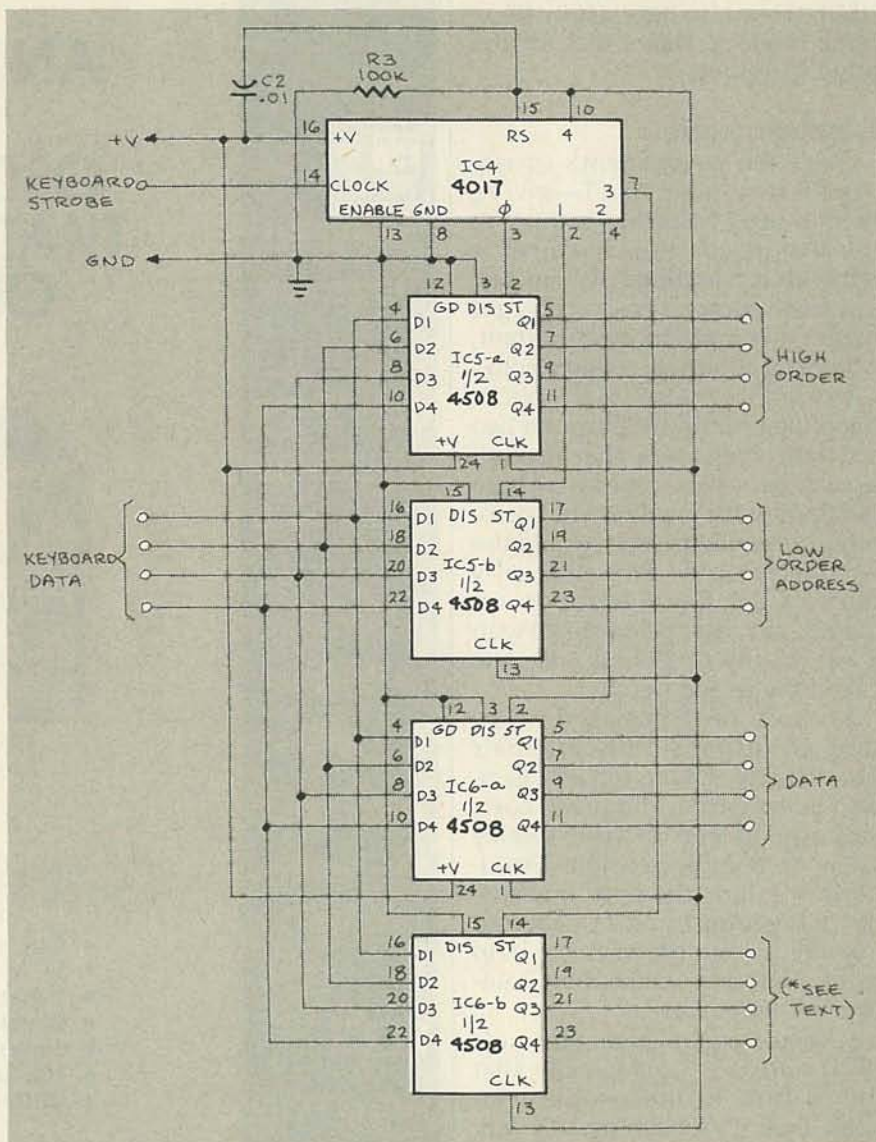 C2
.01
R3
100K
15
10
16
+V
RS
4
+V
IC4
4017
3
7
KEYBOARD
STROBE
14
CLOCK
ENABLE
GND
φ
1
2
13
8
3
2
4
GND
12
3
2
4
GD
DIS
ST
5
D1
Q1
6
D2
IC5-a
Q2
7
8
D3
1/2
Q3
9
10
D4
4508
Q4
11
+V
CLK
24
1
HIGH
ORDER
15
14
16
D1
DIS
ST
Q1
17
18
D2
IC5-b
Q2
19
20
D3
1/2
Q3
21
22
D4
4508
Q4
23
CLK
13
KEYBOARD
DATA
LOW
ORDER
ADDRESS
12
3
2
4
GD
DIS
ST
5
D1
Q1
6
D2
IC6-a
Q2
7
8
D3
1/2
Q3
9
10
D4
4508
Q4
11
+V
CLK
24
1
DATA
15
14
16
D1
DIS
ST
Q1
17
18
D2
Q2
19
20
D3
IC6-b
Q3
21
22
D4
1/2
4508
Q4
23
CLK
13
(*SEE
TEXT)